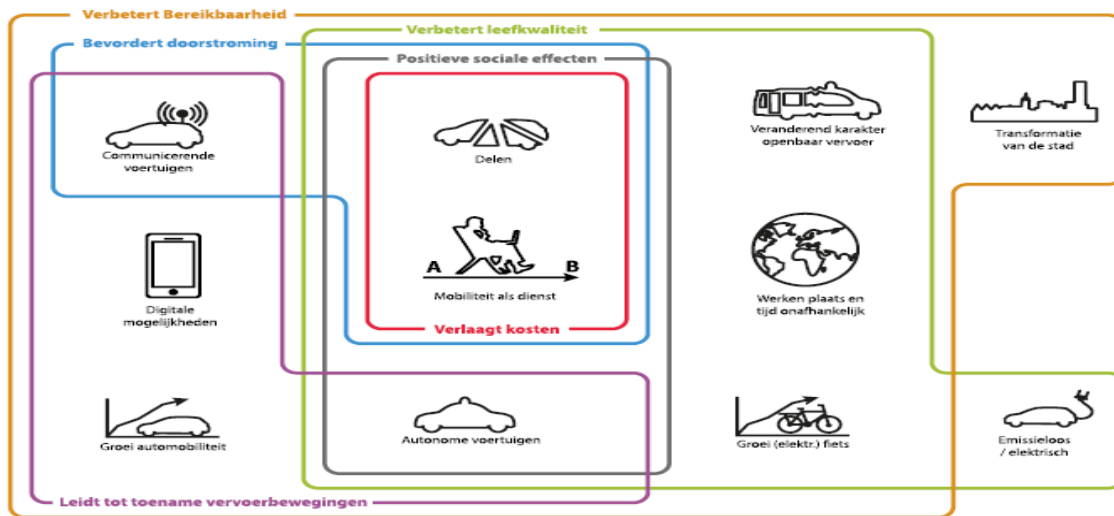 Verbetert Bereikbaarheid
Verbetert leefkwaliteit
Bevordert doorstroming
Positieve sociale effecten
Communicerende
voertuigen
Delen
Veranderend karakter
openbaar vervoer
Transformatie
van de stad
Digitale
mogelijkheden
A B
Mobiliteit als dienst
Werken plaats en
tijd onafhankelijk
Verlaagt kosten
Groei automobiliteit
Autonome voertuigen
Groei (elektr.) fiets
Emissieloos
/ elektrisch
Leidt tot toename vervoerbewegingen